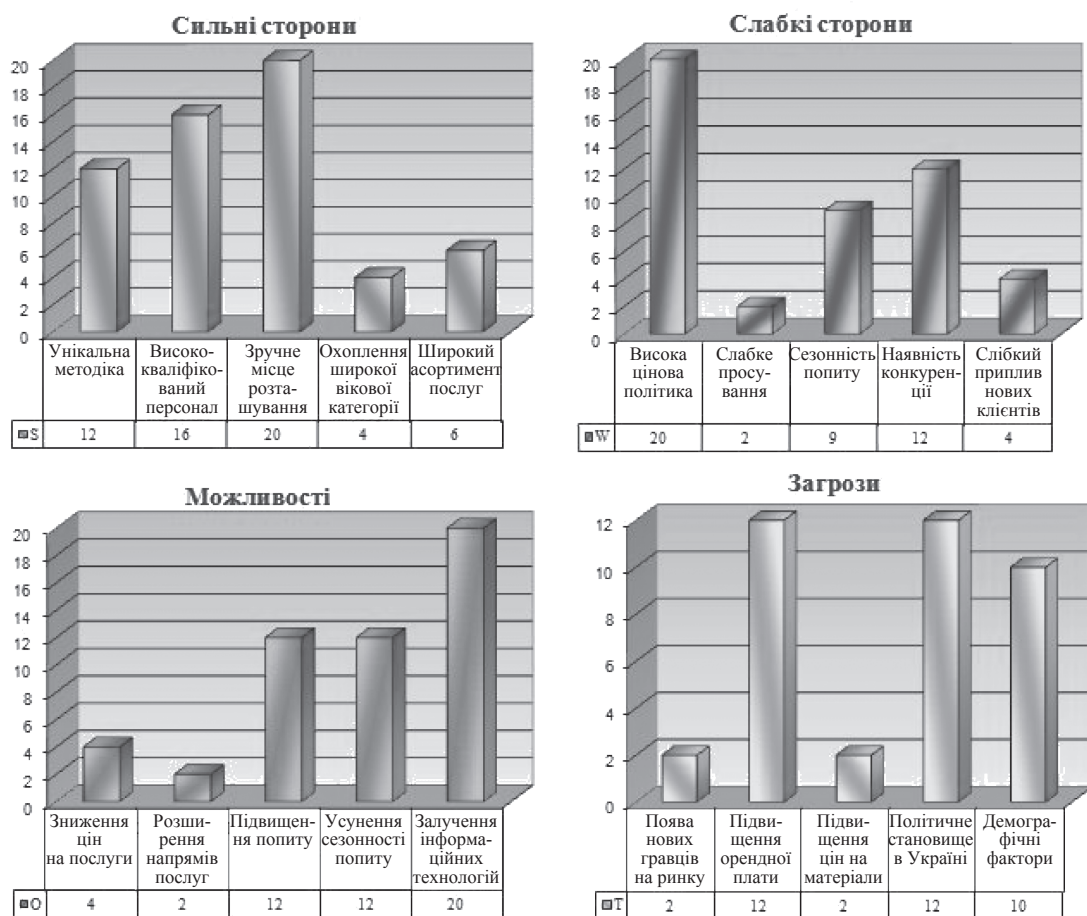 Сильні сторони
20
18
16
14
12
10
8
6
4
2
0
Унікальна методіка
Високо-кваліфікований персонал
Зручне місце розта-шування
Охоплення широкої вікової категорії
Широкий асортимент послуг
S 12 16 20 4 6
Слабкі сторони
20
18
16
14
12
10
8
6
4
2
0
Висока цінова політика
Слабке просу-вання
Сезонність попиту
Наявність конкурен-ції
Слібкий приплив нових клієнтів
W 20 2 9 12 4
Можливості
20
18
16
14
12
10
8
6
4
2
0
Зниження цін на послуги
Розши-рення напрямів послуг
Підвищен-ня попиту
Усунення сезонності попиту
Залучення інформа-ційних технологій
O 4 2 12 12 20
Загрози
12
10
8
6
4
2
0
Поява нових гравців на ринку
Підви-щення орендної плати
Підви-щення цін на матеріали
Політичне становище в Україні
Демогра-фічні фактори
T 2 12 2 12 10